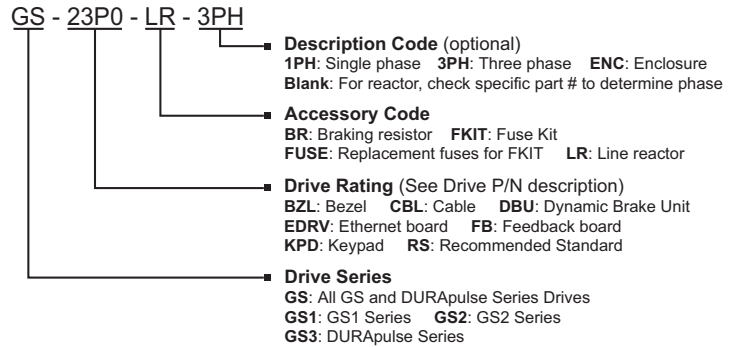 GS - 23P0 - LR - 3PH
Description Code (optional)
1PH: Single phase 3PH: Three phase ENC: Enclosure
Blank: For reactor, check specific part # to determine phase
Accessory Code
BR: Braking resistor FKIT: Fuse Kit
FUSE: Replacement fuses for FKIT LR: Line reactor
Drive Rating (See Drive P/N description)
BZL: Bezel CBL: Cable DBU: Dynamic Brake Unit
EDRV: Ethernet board FB: Feedback board
KPD: Keypad RS: Recommended Standard
Drive Series
GS: All GS and DURApulse Series Drives
GS1: GS1 Series GS2: GS2 Series
GS3: DURApulse Series